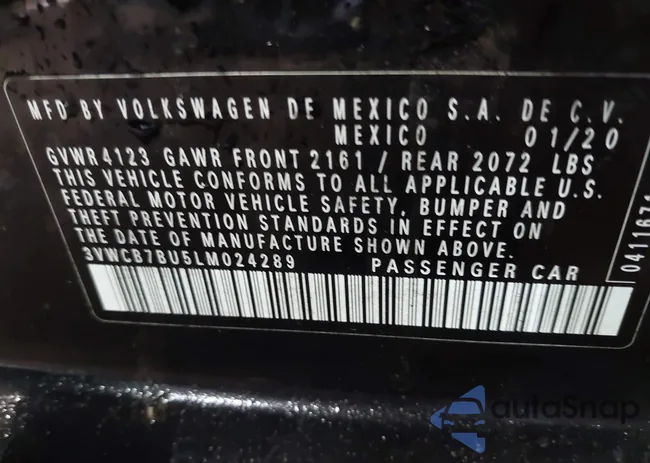 MFD BY VOLKSWAGEN DE MEXICO S.A. DE C.V.
MEXICO 01/20
GVWR 4123 GAWR FRONT 2161 / REAR 2072 LBS
THIS VEHICLE CONFORMS TO ALL APPLICABLE U.S.
FEDERAL MOTOR VEHICLE SAFETY, BUMPER AND
THEFT PREVENTION STANDARDS IN EFFECT ON
THE DATE OF MANUFACTURE SHOWN ABOVE.
3VWCB7BU5LM024289 PASSENGER CAR
0411671
autoSnap